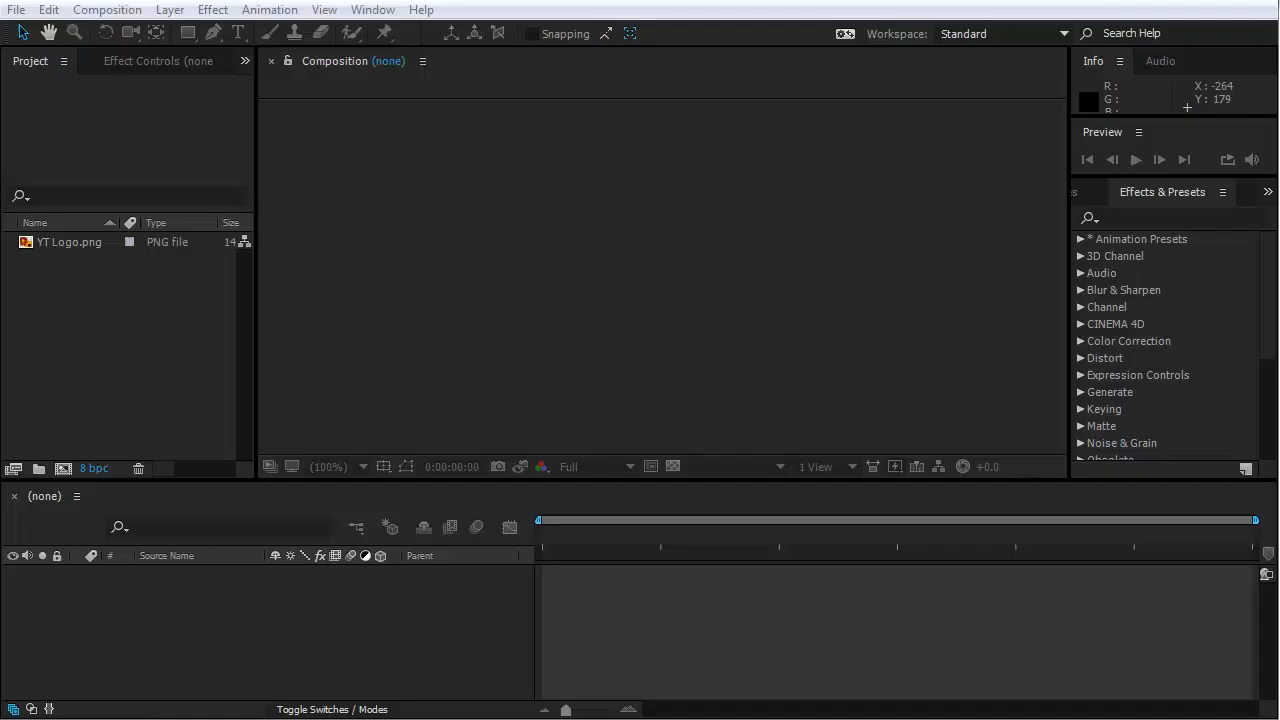 File Edit Composition Layer Effect Animation View Window Help
Snapping Workspace: Standard Search Help
Project Effect Controls (none
Composition (none)
Info Audio
R : X : -264
G : Y : 179
B :
Preview
Effects & Presets
Name Type Size
YT Logo.png PNG file 14
* Animation Presets
3D Channel
Audio
Blur & Sharpen
Channel
CINEMA 4D
Color Correction
Distort
Expression Controls
Generate
Keying
Matte
Noise & Grain
Obsolete
8 bpc (100%) 0:00:00:00 Full 1 View +0.0
(none)
# Source Name fx Parent
Toggle Switches / Modes